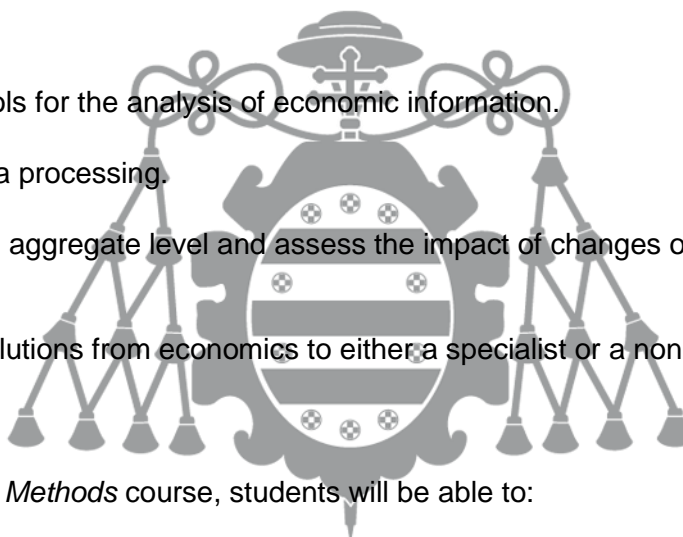 ols for the analysis of economic information.
a processing.
aggregate level and assess the impact of changes o
lutions from economics to either a specialist or a non
Methods course, students will be able to: